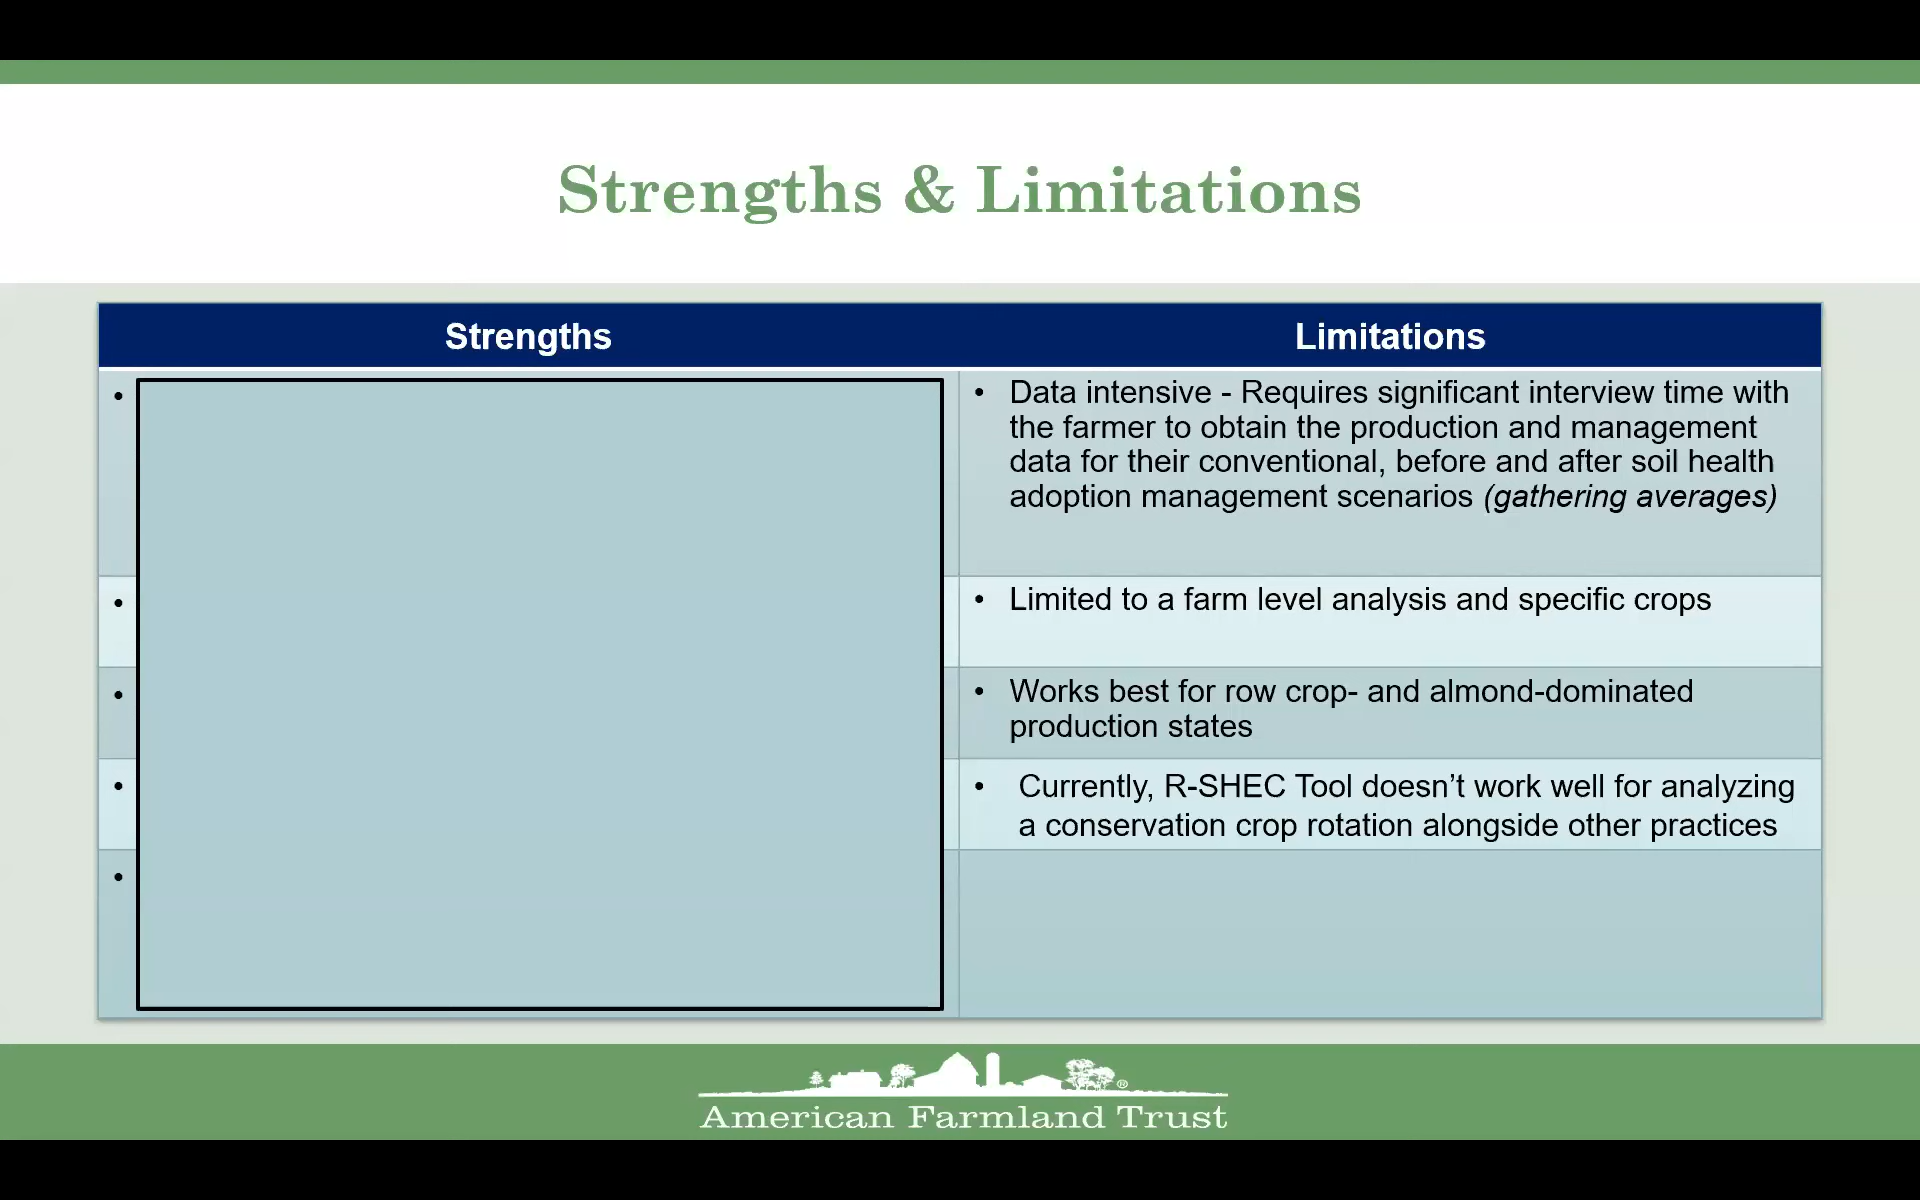 Strengths & Limitations
Strengths
Limitations
•
•
•
•
•
• Data intensive - Requires significant interview time with
the farmer to obtain the production and management
data for their conventional, before and after soil health
adoption management scenarios (gathering averages)
• Limited to a farm level analysis and specific crops
• Works best for row crop- and almond-dominated
production states
• Currently, R-SHEC Tool doesn’t work well for analyzing
a conservation crop rotation alongside other practices
®
American Farmland Trust